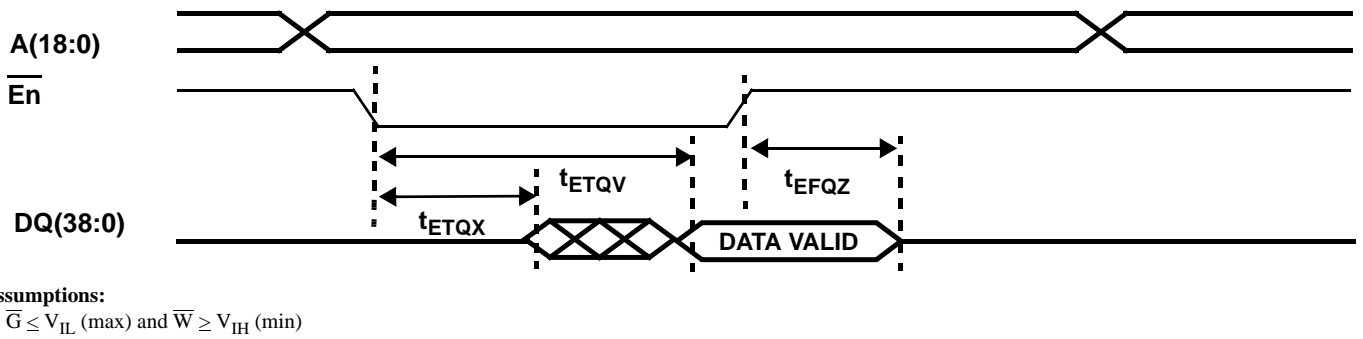 A(18:0)
En
tETQV
tEFQZ
tETQX
DQ(38:0)
DATA VALID
ssumptions:
G ≤ VIL (max) and W ≥ VIH (min)